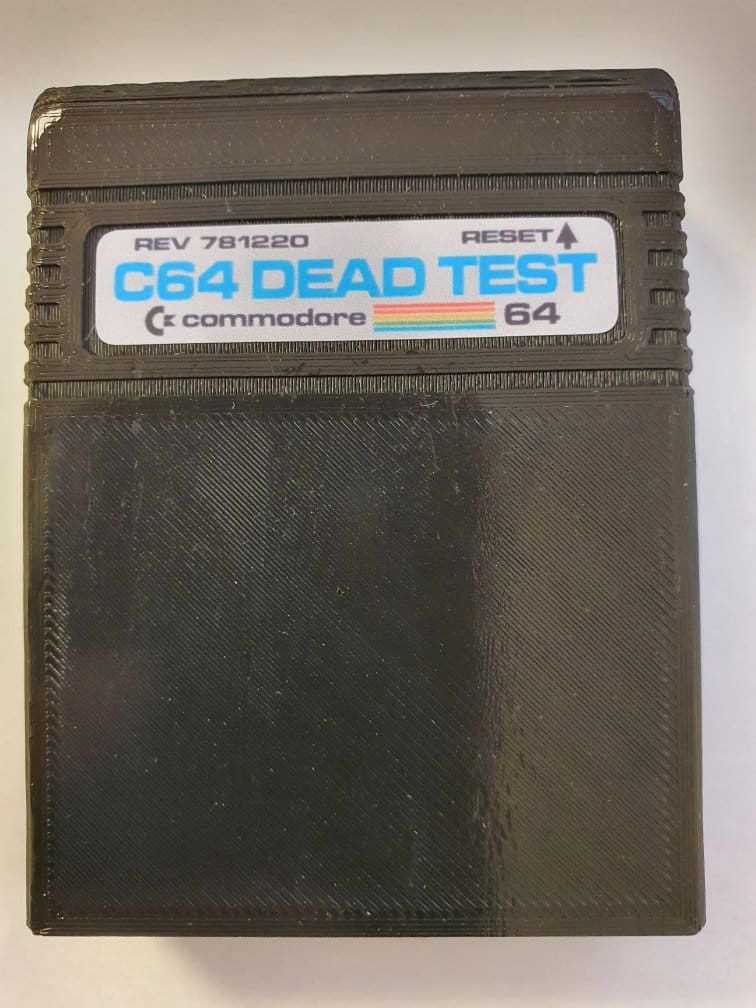 REV 781220 RESET
C64 DEAD TEST
commodore 64